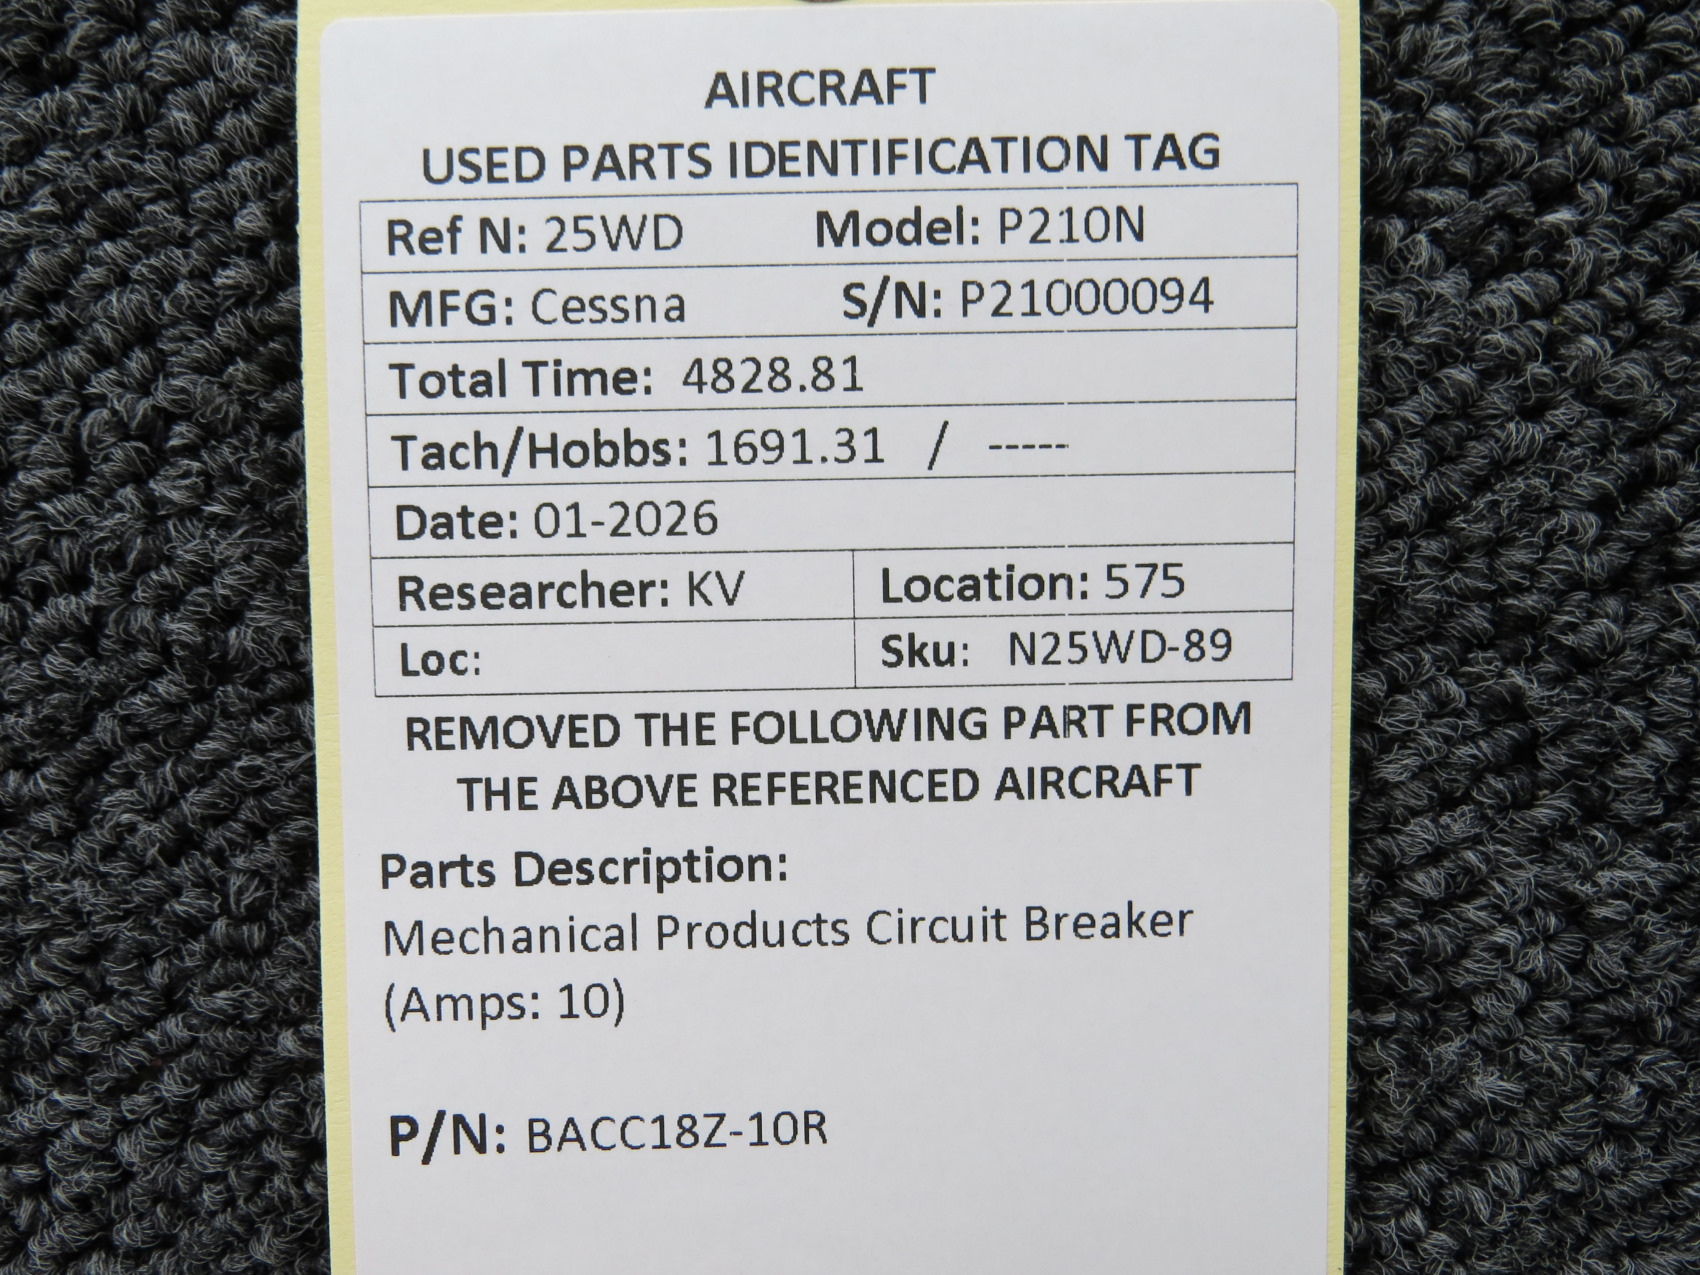 AIRCRAFT
USED PARTS IDENTIFICATION TAG
Ref N: 25WD Model: P210N
MFG: Cessna S/N: P21000094
Total Time: 4828.81
Tach/Hobbs: 1691.31 / -----
Date: 01-2026
Researcher: KV Location: 575
Loc: Sku: N25WD-89
REMOVED THE FOLLOWING PART FROM
THE ABOVE REFERENCED AIRCRAFT
Parts Description:
Mechanical Products Circuit Breaker
(Amps: 10)
P/N: BACC18Z-10R